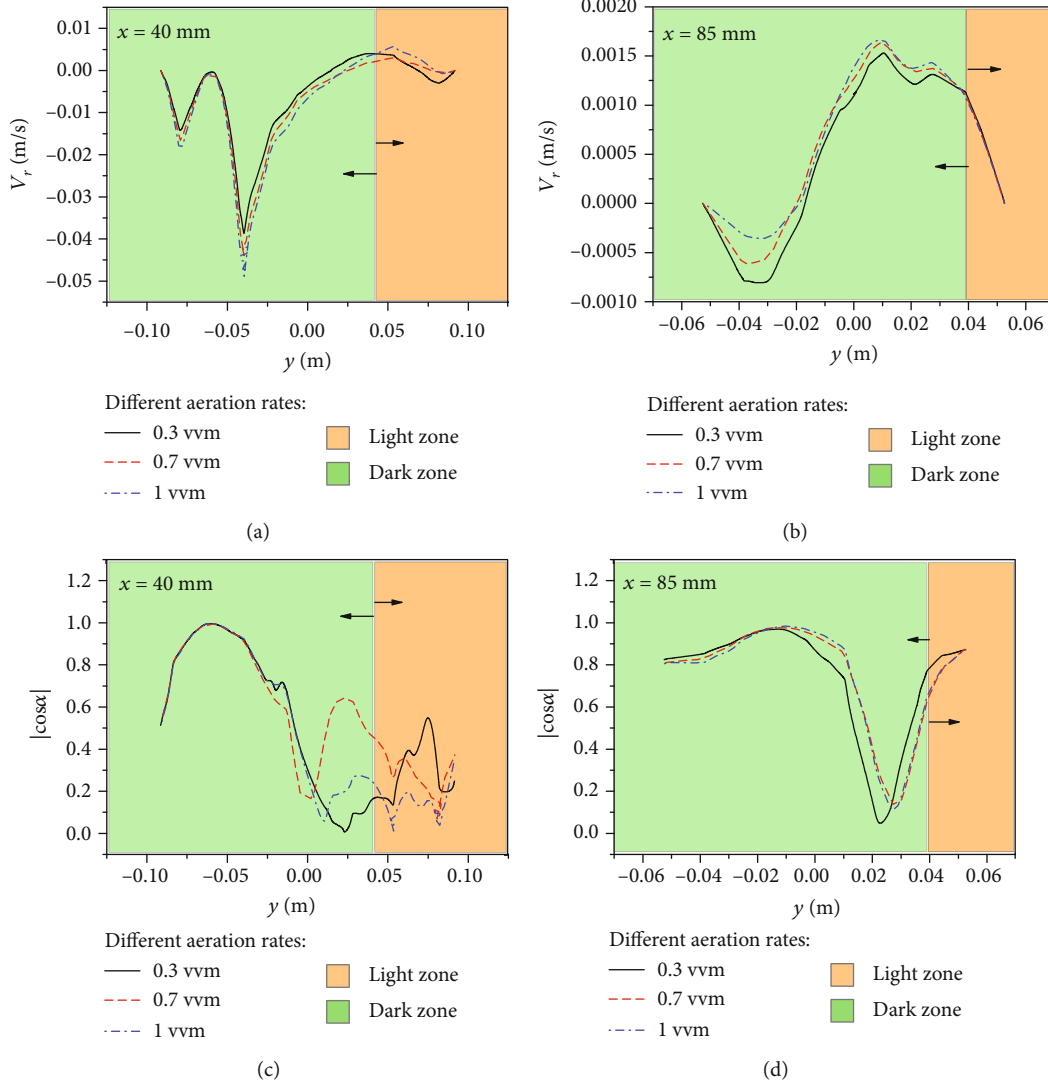 x = 40 mm
0.01
0.00
–0.01
–0.02
–0.03
–0.04
–0.05
V_r (m/s)
–0.10
–0.05
0.00
0.05
0.10
y (m)
Different aeration rates:
0.3 vvm
0.7 vvm
1 vvm
Light zone
Dark zone
(a)
x = 85 mm
0.0020
0.0015
0.0010
0.0005
0.0000
–0.0005
–0.0010
V_r (m/s)
–0.06
–0.04
–0.02
0.00
0.02
0.04
0.06
y (m)
Different aeration rates:
0.3 vvm
0.7 vvm
1 vvm
Light zone
Dark zone
(b)
x = 40 mm
1.2
1.0
0.8
0.6
0.4
0.2
0.0
|cosα|
–0.10
–0.05
0.00
0.05
0.10
y (m)
Different aeration rates:
0.3 vvm
0.7 vvm
1 vvm
Light zone
Dark zone
(c)
x = 85 mm
1.2
1.0
0.8
0.6
0.4
0.2
0.0
|cosα|
–0.06
–0.04
–0.02
0.00
0.02
0.04
0.06
y (m)
Different aeration rates:
0.3 vvm
0.7 vvm
1 vvm
Light zone
Dark zone
(d)